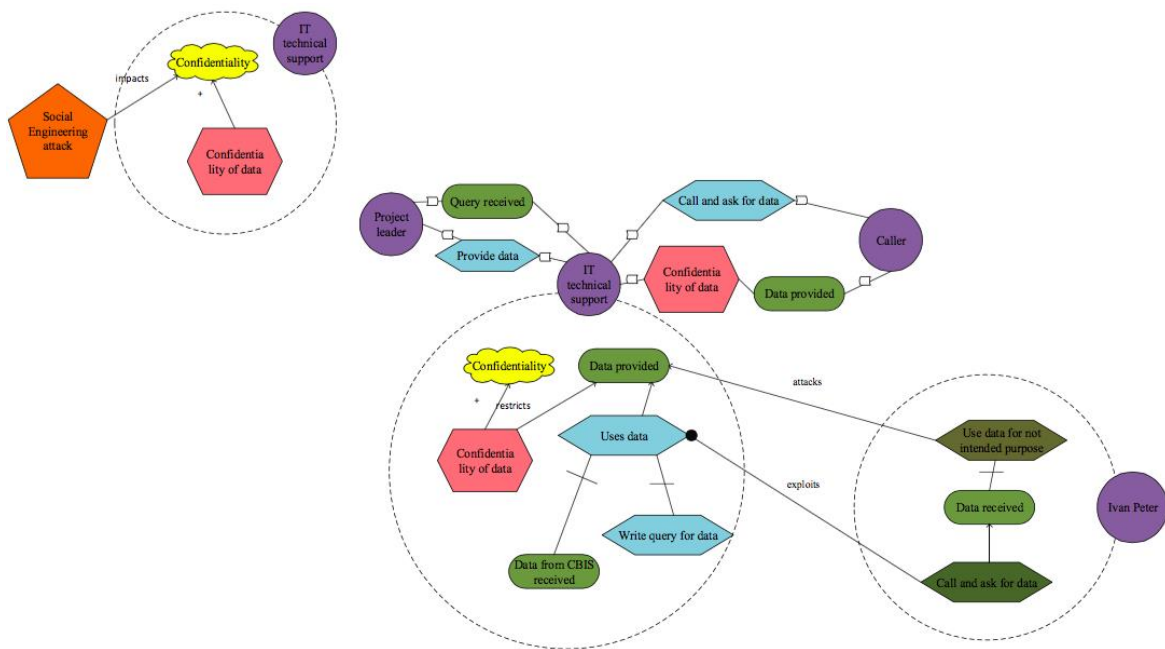 IT
technical
support
Confidentiality
impacts
+
Social
Engineering
attack
Confidentia
lity of data
Query received
Call and ask for data
Project
leader
Caller
Provide data
IT
technical
support
Confidentia
lity of data
Data provided
Confidentiality
Data provided
attacks
+
restricts
Uses data
Use data for not
intended purpose
Confidentia
lity of data
exploits
Data received
Ivan Peter
Write query for data
Data from CBIS
received
Call and ask for data